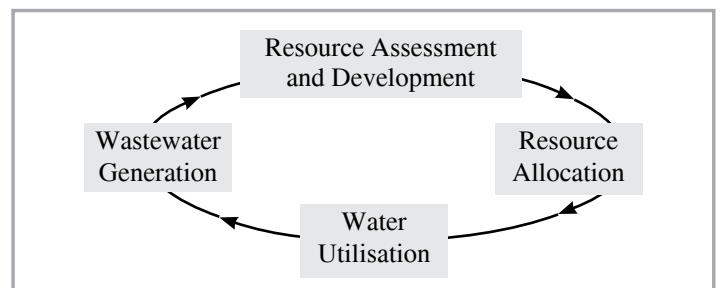 Resource Assessment
and Development
Wastewater
Generation
Resource
Allocation
Water
Utilisation